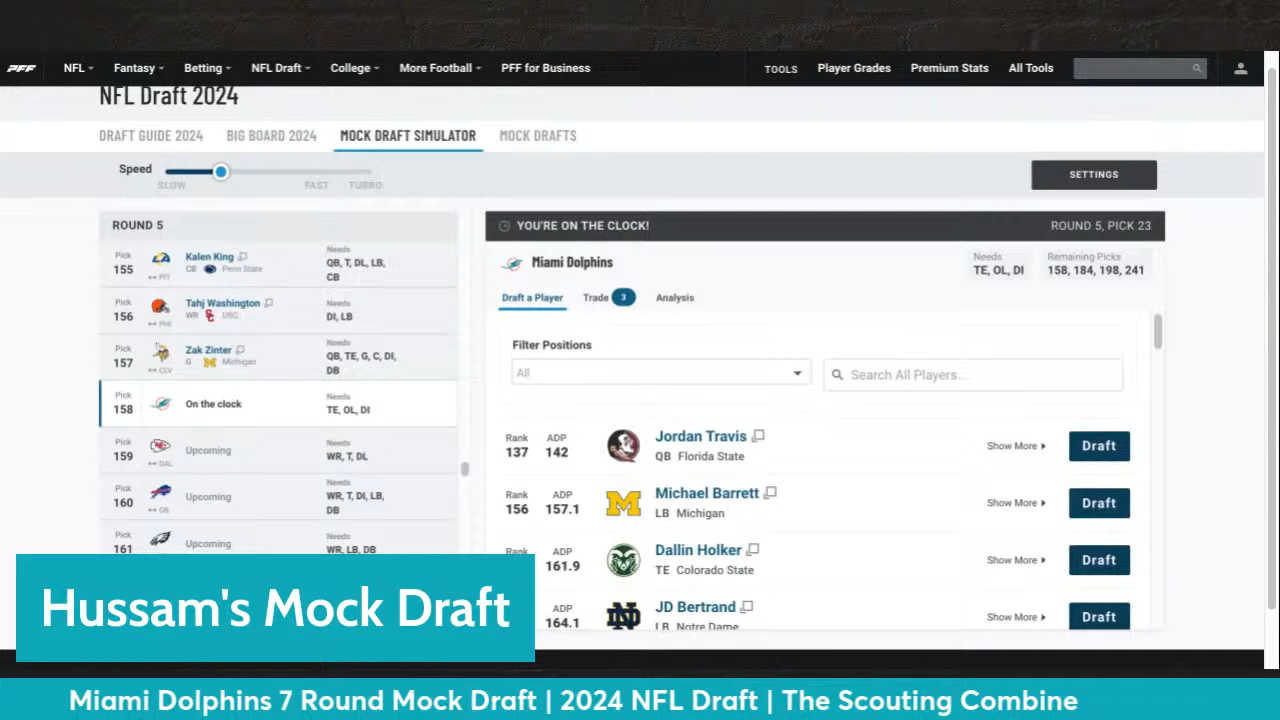 PFF NFL Fantasy Betting NFL Draft College More Football PFF for Business TOOLS Player Grades Premium Stats All Tools
NFL Draft 2024
DRAFT GUIDE 2024 BIG BOARD 2024 MOCK DRAFT SIMULATOR MOCK DRAFTS
Speed
SLOW FAST TURBO
SETTINGS
ROUND 5
Pick 155
Kalen King
CB Penn State
↔ PIT
Needs
QB, T, DL, LB,
CB
Pick 156
Tahj Washington
WR USC
↔ PHI
Needs
DI, LB
Pick 157
Zak Zinter
G Michigan
↔ CLV
Needs
QB, TE, G, C, DI,
DB
Pick 158
On the clock
Needs
TE, OL, DI
Pick 159
Upcoming
↔ DAL
Needs
WR, T, DL
Pick 160
Upcoming
↔ GB
Needs
WR, T, DI, LB,
DB
Pick 161
Upcoming
Needs
WR, LB, DB
YOU'RE ON THE CLOCK! ROUND 5, PICK 23
Miami Dolphins
Needs
TE, OL, DI
Remaining Picks
158, 184, 198, 241
Draft a Player Trade 3 Analysis
Filter Positions
All
Search All Players...
Rank 137 ADP 142
Jordan Travis
QB Florida State
Show More Draft
Rank 156 ADP 157.1
Michael Barrett
LB Michigan
Show More Draft
Rank ADP 161.9
Dallin Holker
TE Colorado State
Show More Draft
ADP 164.1
JD Bertrand
LB Notre Dame
Show More Draft
Hussam's Mock Draft
Miami Dolphins 7 Round Mock Draft | 2024 NFL Draft | The Scouting Combine